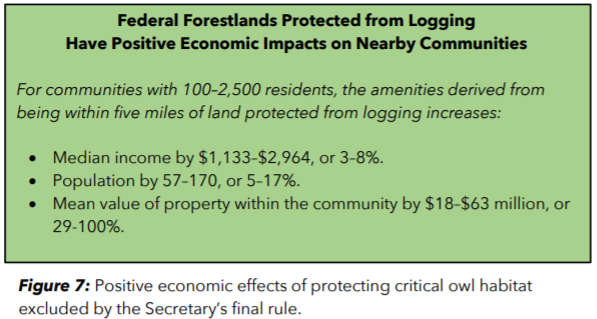 Federal Forestlands Protected from Logging
Have Positive Economic Impacts on Nearby Communities
For communities with 100–2,500 residents, the amenities derived from
being within five miles of land protected from logging increases:
• Median income by $1,133–$2,964, or 3–8%.
• Population by 57–170, or 5–17%.
• Mean value of property within the community by $18–$63 million, or
29-100%.
Figure 7: Positive economic effects of protecting critical owl habitat
excluded by the Secretary's final rule.